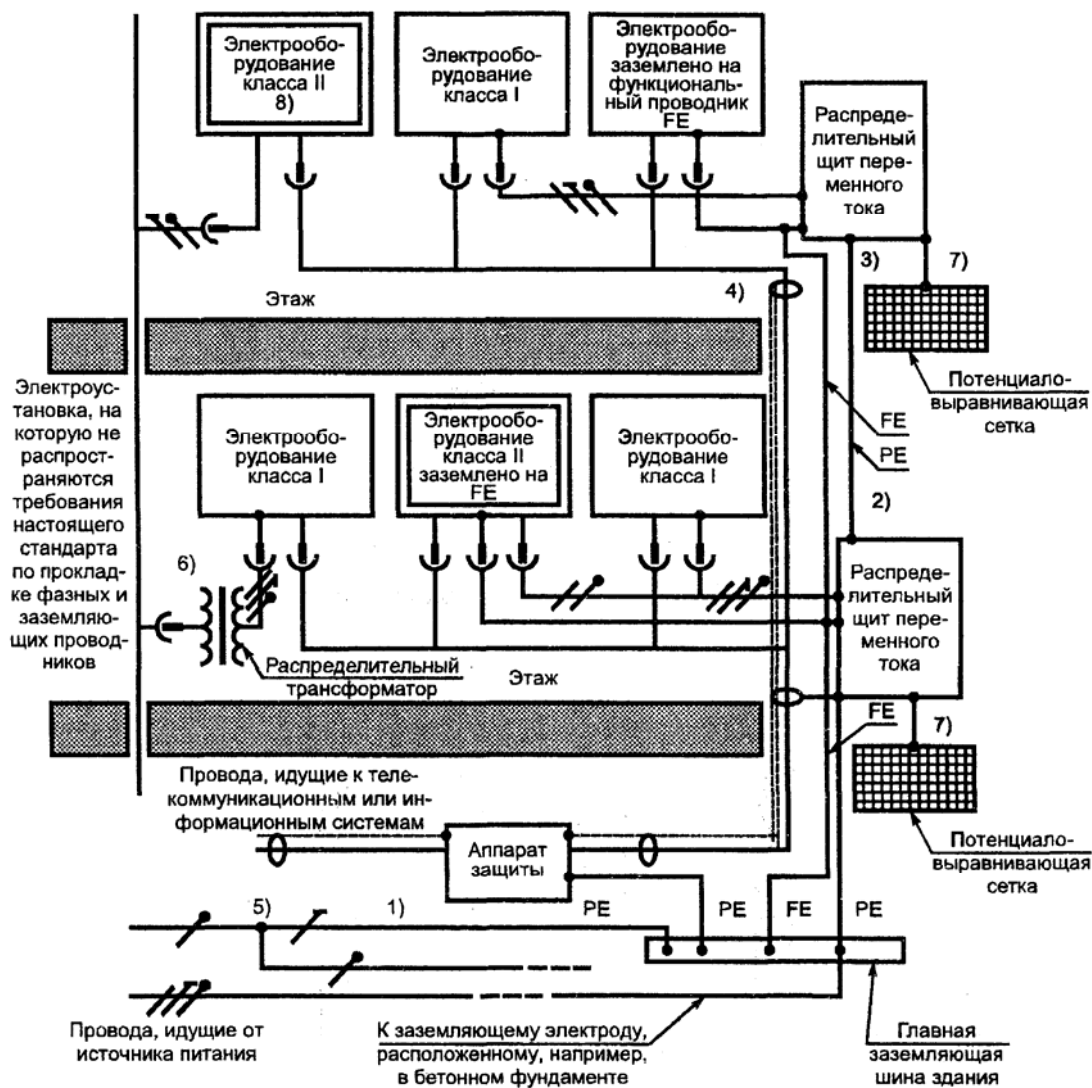 Электрообо-
рудование
класса II
8)
Электрообо-
рудование
класса I
Электрообо-
рудование
заземлено на
функциональ-
ный проводник
FE
Распреде-
лительный
щит пере-
менного
тока
3)
7)
4)
Этаж
Потенциало-
выравнивающая
сетка
FE
PE
Электроус-
тановка, на
которую не
распрост-
раняются
требования
настоящего
стандарта
по проклад-
ке фазных и
заземляю-
щих провод-
ников
Электрообо-
рудование
класса I
Электрообо-
рудование
класса II
заземлено на
FE
Электрообо-
рудование
класса I
2)
6)
Распреде-
лительный
щит пере-
менного
тока
Распределительный
трансформатор
Этаж
FE
7)
Провода, идущие к теле-
коммуникационным или ин-
формационным системам
Аппарат
защиты
Потенциало-
выравнивающая
сетка
5)
1)
PE
PE
FE
PE
Провода, идущие от
источника питания
К заземляющему электроду,
расположенному, например,
в бетонном фундаменте
Главная
заземляющая
шина здания